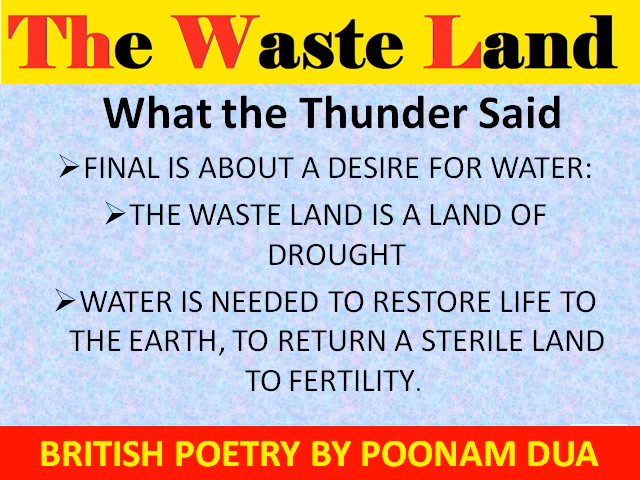 The Waste Land
What the Thunder Said
➢FINAL IS ABOUT A DESIRE FOR WATER:
➢THE WASTE LAND IS A LAND OF
DROUGHT
➢WATER IS NEEDED TO RESTORE LIFE TO
THE EARTH, TO RETURN A STERILE LAND
TO FERTILITY.
BRITISH POETRY BY POONAM DUA